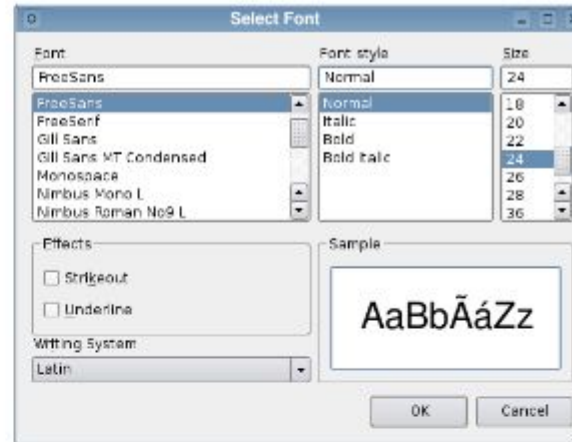 Select Font
Font
Font style
Size
FreeSans
Normal
24
FreeSans
FreeSerif
Gill Sans
Gill Sans MT Condensed
Monospace
Nimbus Mono L
Nimbus Roman No9 L
Normal
Italic
Bold
Bold Italic
18
20
22
24
26
28
36
Effects
Strikeout
Underline
Sample
AaBbÃáZz
Writing System
Latin
OK
Cancel